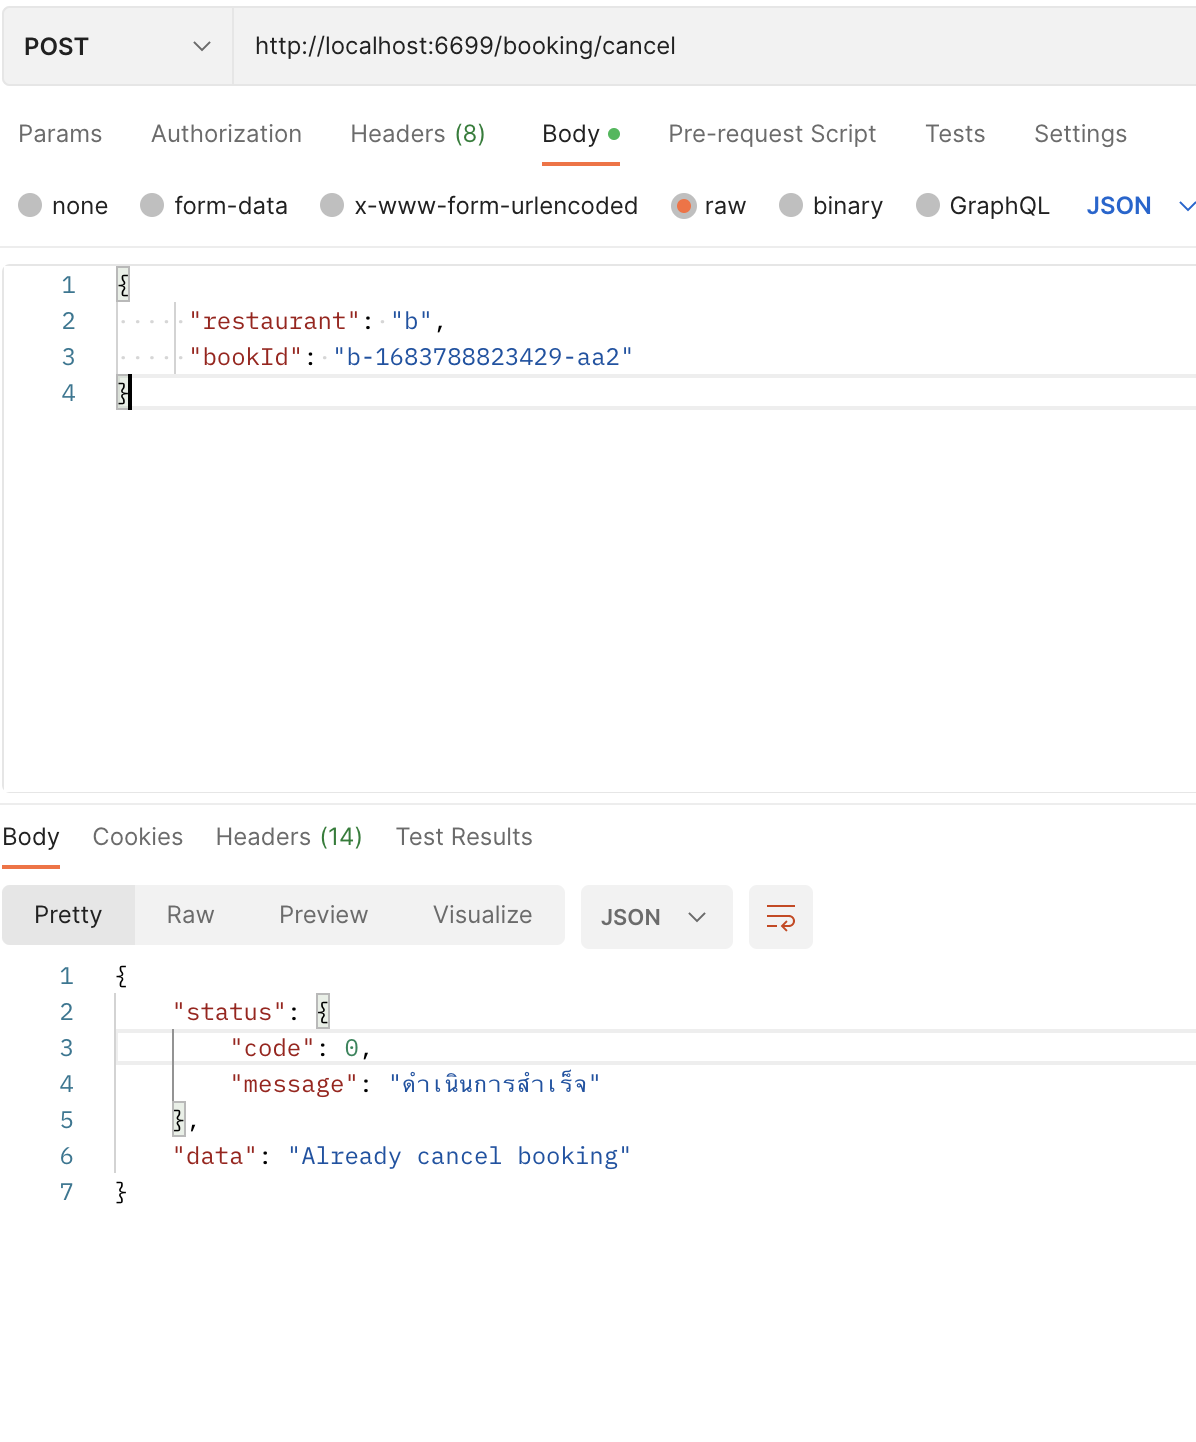 POST http://localhost:6699/booking/cancel
Params Authorization Headers (8) Body Pre-request Script Tests Settings
none form-data x-www-form-urlencoded raw binary GraphQL JSON
1 {
2 "restaurant": "b",
3 "bookId": "b-1683788823429-aa2"
4 }
Body Cookies Headers (14) Test Results
Pretty Raw Preview Visualize JSON
1 {
2 "status": {
3 "code": 0,
4 "message": "ดำเนินการสำเร็จ"
5 },
6 "data": "Already cancel booking"
7 }